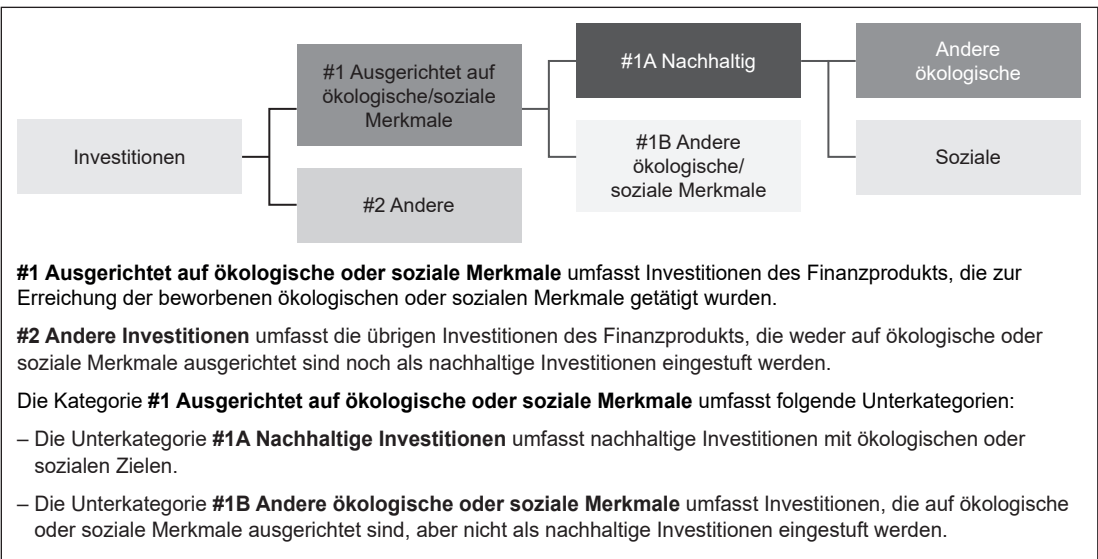 Investitionen
#1 Ausgerichtet auf
ökologische/soziale
Merkmale
#2 Andere
#1A Nachhaltig
#1B Andere
ökologische/
soziale Merkmale
Andere
ökologische
Soziale
#1 Ausgerichtet auf ökologische oder soziale Merkmale umfasst Investitionen des Finanzprodukts, die zur
Erreichung der beworbenen ökologischen oder sozialen Merkmale getätigt wurden.
#2 Andere Investitionen umfasst die übrigen Investitionen des Finanzprodukts, die weder auf ökologische oder
soziale Merkmale ausgerichtet sind noch als nachhaltige Investitionen eingestuft werden.
Die Kategorie #1 Ausgerichtet auf ökologische oder soziale Merkmale umfasst folgende Unterkategorien:
– Die Unterkategorie #1A Nachhaltige Investitionen umfasst nachhaltige Investitionen mit ökologischen oder
sozialen Zielen.
– Die Unterkategorie #1B Andere ökologische oder soziale Merkmale umfasst Investitionen, die auf ökologische
oder soziale Merkmale ausgerichtet sind, aber nicht als nachhaltige Investitionen eingestuft werden.